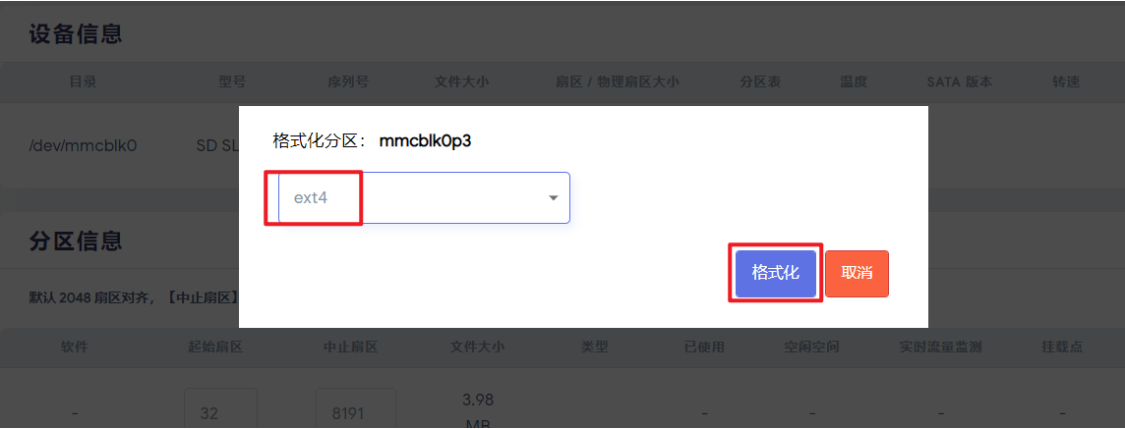 设备信息
目录 型号 序列号 文件大小 扇区 / 物理扇区大小 分区表 温度 SATA 版本 转速
/dev/mmcblk0 SD SL
格式化分区： mmcblk0p3
ext4
格式化 取消
分区信息
默认 2048 扇区对齐，【中止扇区】
软件 起始扇区 中止扇区 文件大小 类型 已使用 空闲空间 实时流量监测 挂载点
- 32 8191 3.98 MB - - - -